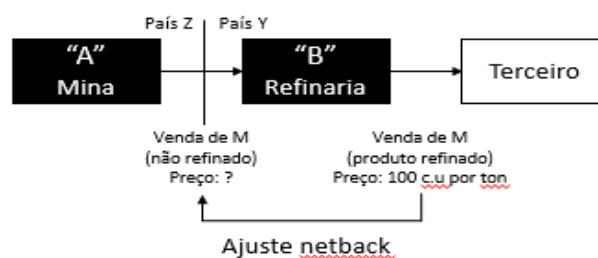 País Z País Y
“A”
Mina
“B”
Refinaria
Terceiro
Venda de M
(não refinado)
Preço: ?
Venda de M
(produto refinado)
Preço: 100 c.u por ton
Ajuste netback